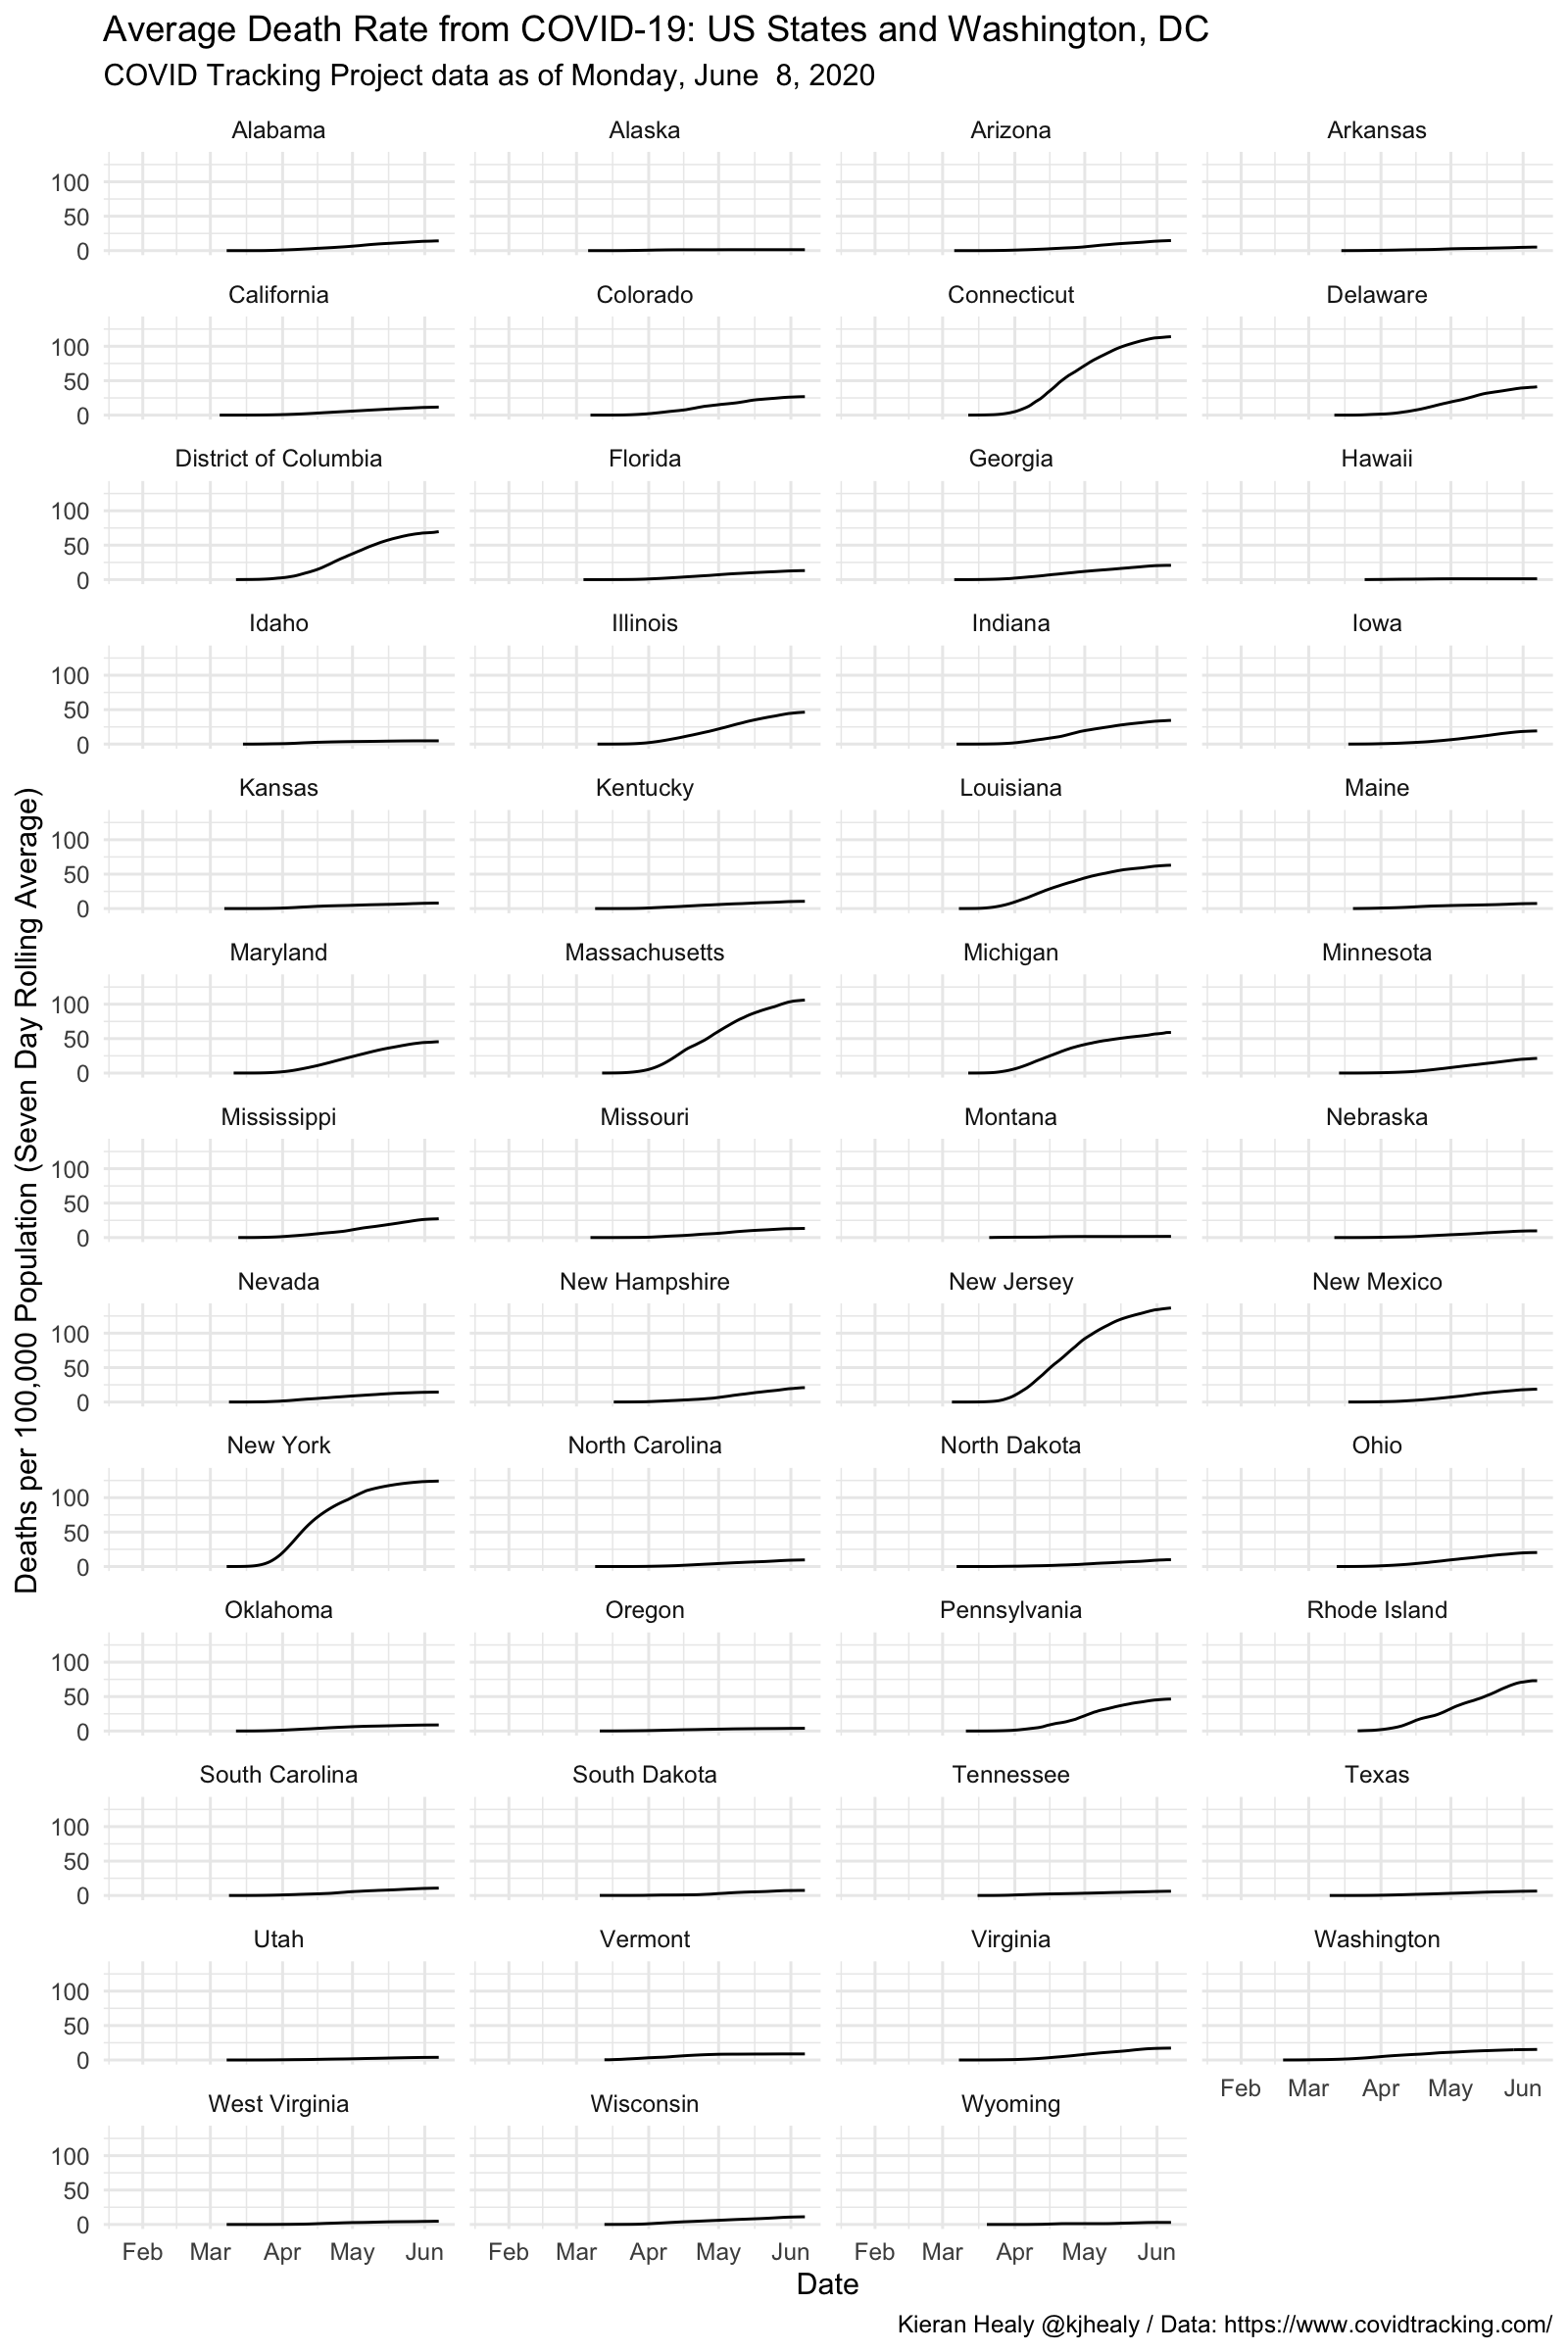 Average Death Rate from COVID-19: US States and Washington, DC
COVID Tracking Project data as of Monday, June  8, 2020
Deaths per 100,000 Population (Seven Day Rolling Average)
Alabama Alaska Arizona Arkansas
100
50
0
California Colorado Connecticut Delaware
100
50
0
District of Columbia Florida Georgia Hawaii
100
50
0
Idaho Illinois Indiana Iowa
100
50
0
Kansas Kentucky Louisiana Maine
100
50
0
Maryland Massachusetts Michigan Minnesota
100
50
0
Mississippi Missouri Montana Nebraska
100
50
0
Nevada New Hampshire New Jersey New Mexico
100
50
0
New York North Carolina North Dakota Ohio
100
50
0
Oklahoma Oregon Pennsylvania Rhode Island
100
50
0
South Carolina South Dakota Tennessee Texas
100
50
0
Utah Vermont Virginia Washington
100
50
0
Feb Mar Apr May Jun
West Virginia Wisconsin Wyoming
100
50
0
Feb Mar Apr May Jun Feb Mar Apr May Jun Feb Mar Apr May Jun
Date
Kieran Healy @kjhealy / Data: https://www.covidtracking.com/